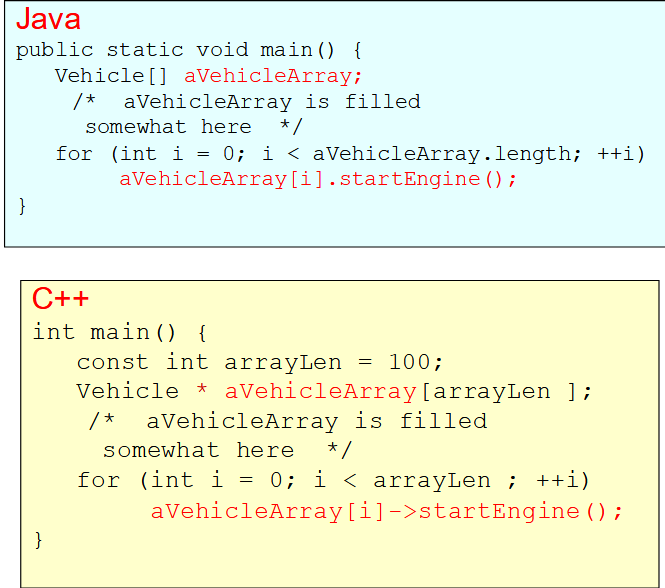 Java
public static void main() {
Vehicle[] aVehicleArray;
/* aVehicleArray is filled
somewhat here */
for (int i = 0; i < aVehicleArray.length; ++i)
aVehicleArray[i].startEngine();
}
C++
int main() {
const int arrayLen = 100;
Vehicle * aVehicleArray[arrayLen ];
/* aVehicleArray is filled
somewhat here */
for (int i = 0; i < arrayLen ; ++i)
aVehicleArray[i]->startEngine();
}